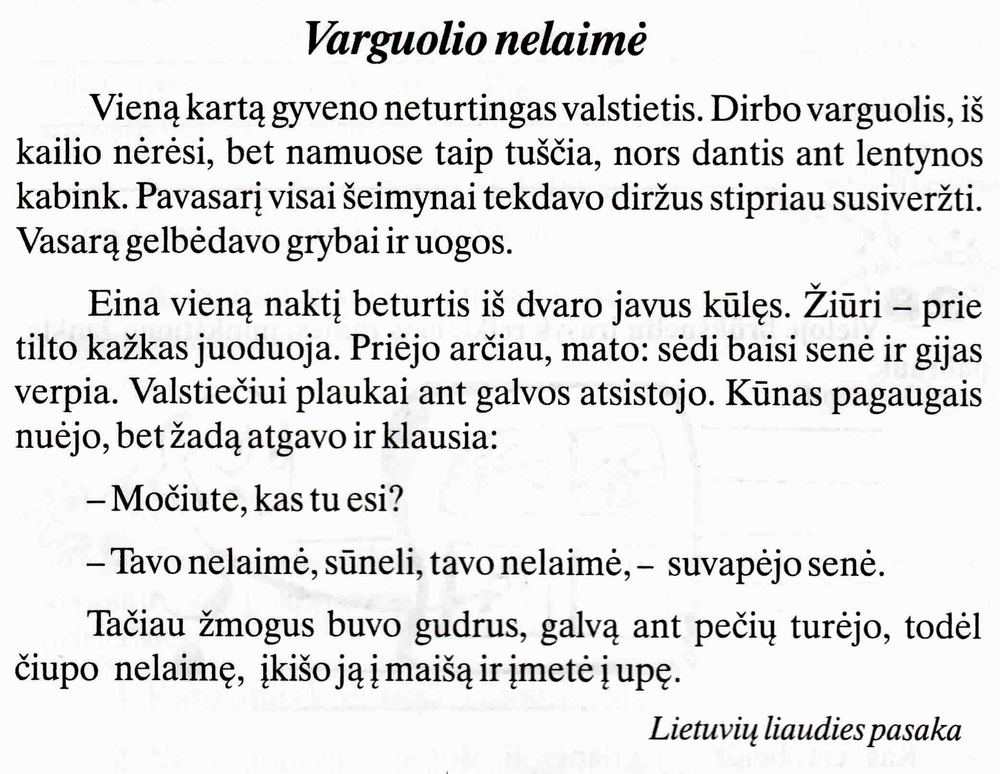 Varguolio nelaimė
Vieną kartą gyveno neturtingas valstietis. Dirbo varguolis, iš
kailio nėrėsi, bet namuose taip tuščia, nors dantis ant lentynos
kabink. Pavasarį visai šeimynai tekdavo diržus stipriau susiveržti.
Vasarą gelbėdavo grybai ir uogos.
Eina vieną naktį beturtis iš dvaro javus kūlęs. Žiūri – prie
tilto kažkas juoduoja. Priėjo arčiau, mato: sėdi baisi senė ir gijas
verpia. Valstiečiui plaukai ant galvos atsistojo. Kūnas pagaugais
nuėjo, bet žadą atgavo ir klausia:
– Močiute, kas tu esi?
– Tavo nelaimė, sūneli, tavo nelaimė, – suvapėjo senė.
Tačiau žmogus buvo gudrus, galvą ant pečių turėjo, todėl
čiupo nelaimę, įkišo ją į maišą ir įmetė į upę.
Lietuvių liaudies pasaka